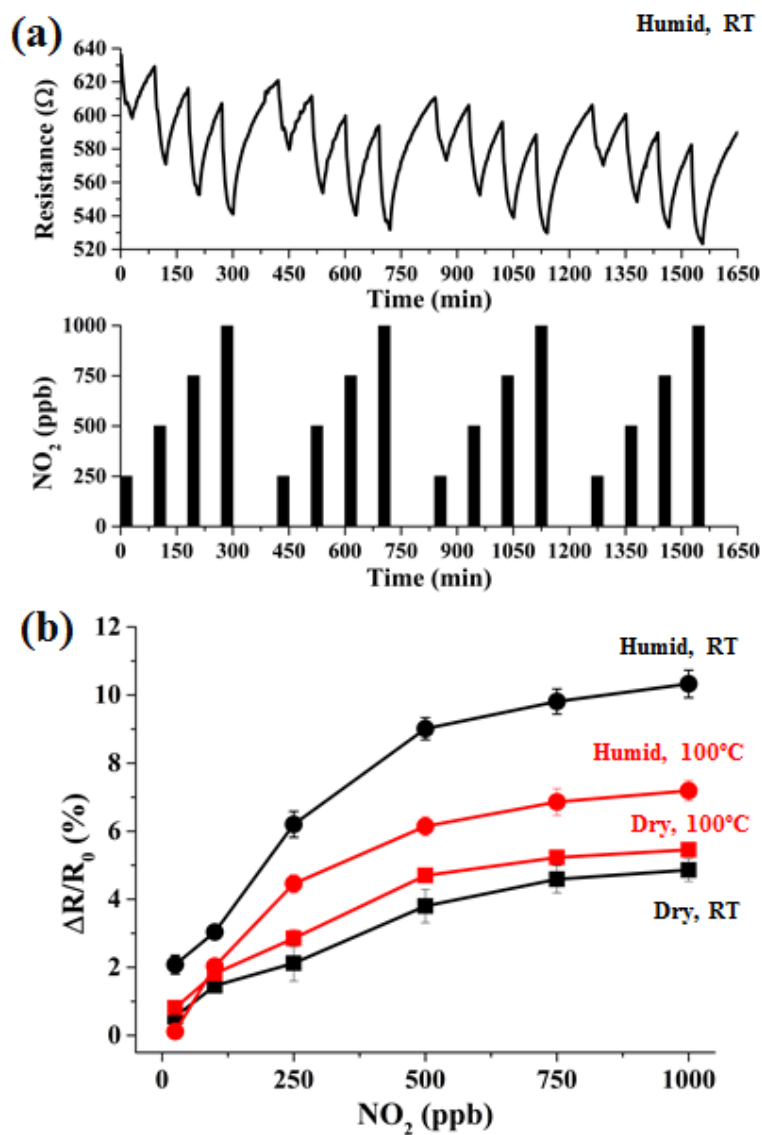 (a)
Humid, RT
640
620
600
580
560
540
520
Resistance (Ω)
0 150 300 450 600 750 900 1050 1200 1350 1500 1650
Time (min)
1000
750
500
250
0
NO₂ (ppb)
0 150 300 450 600 750 900 1050 1200 1350 1500 1650
Time (min)
(b)
12
10
8
6
4
2
0
ΔR/R₀ (%)
Humid, RT
Humid, 100°C
Dry, 100°C
Dry, RT
0 250 500 750 1000
NO₂ (ppb)